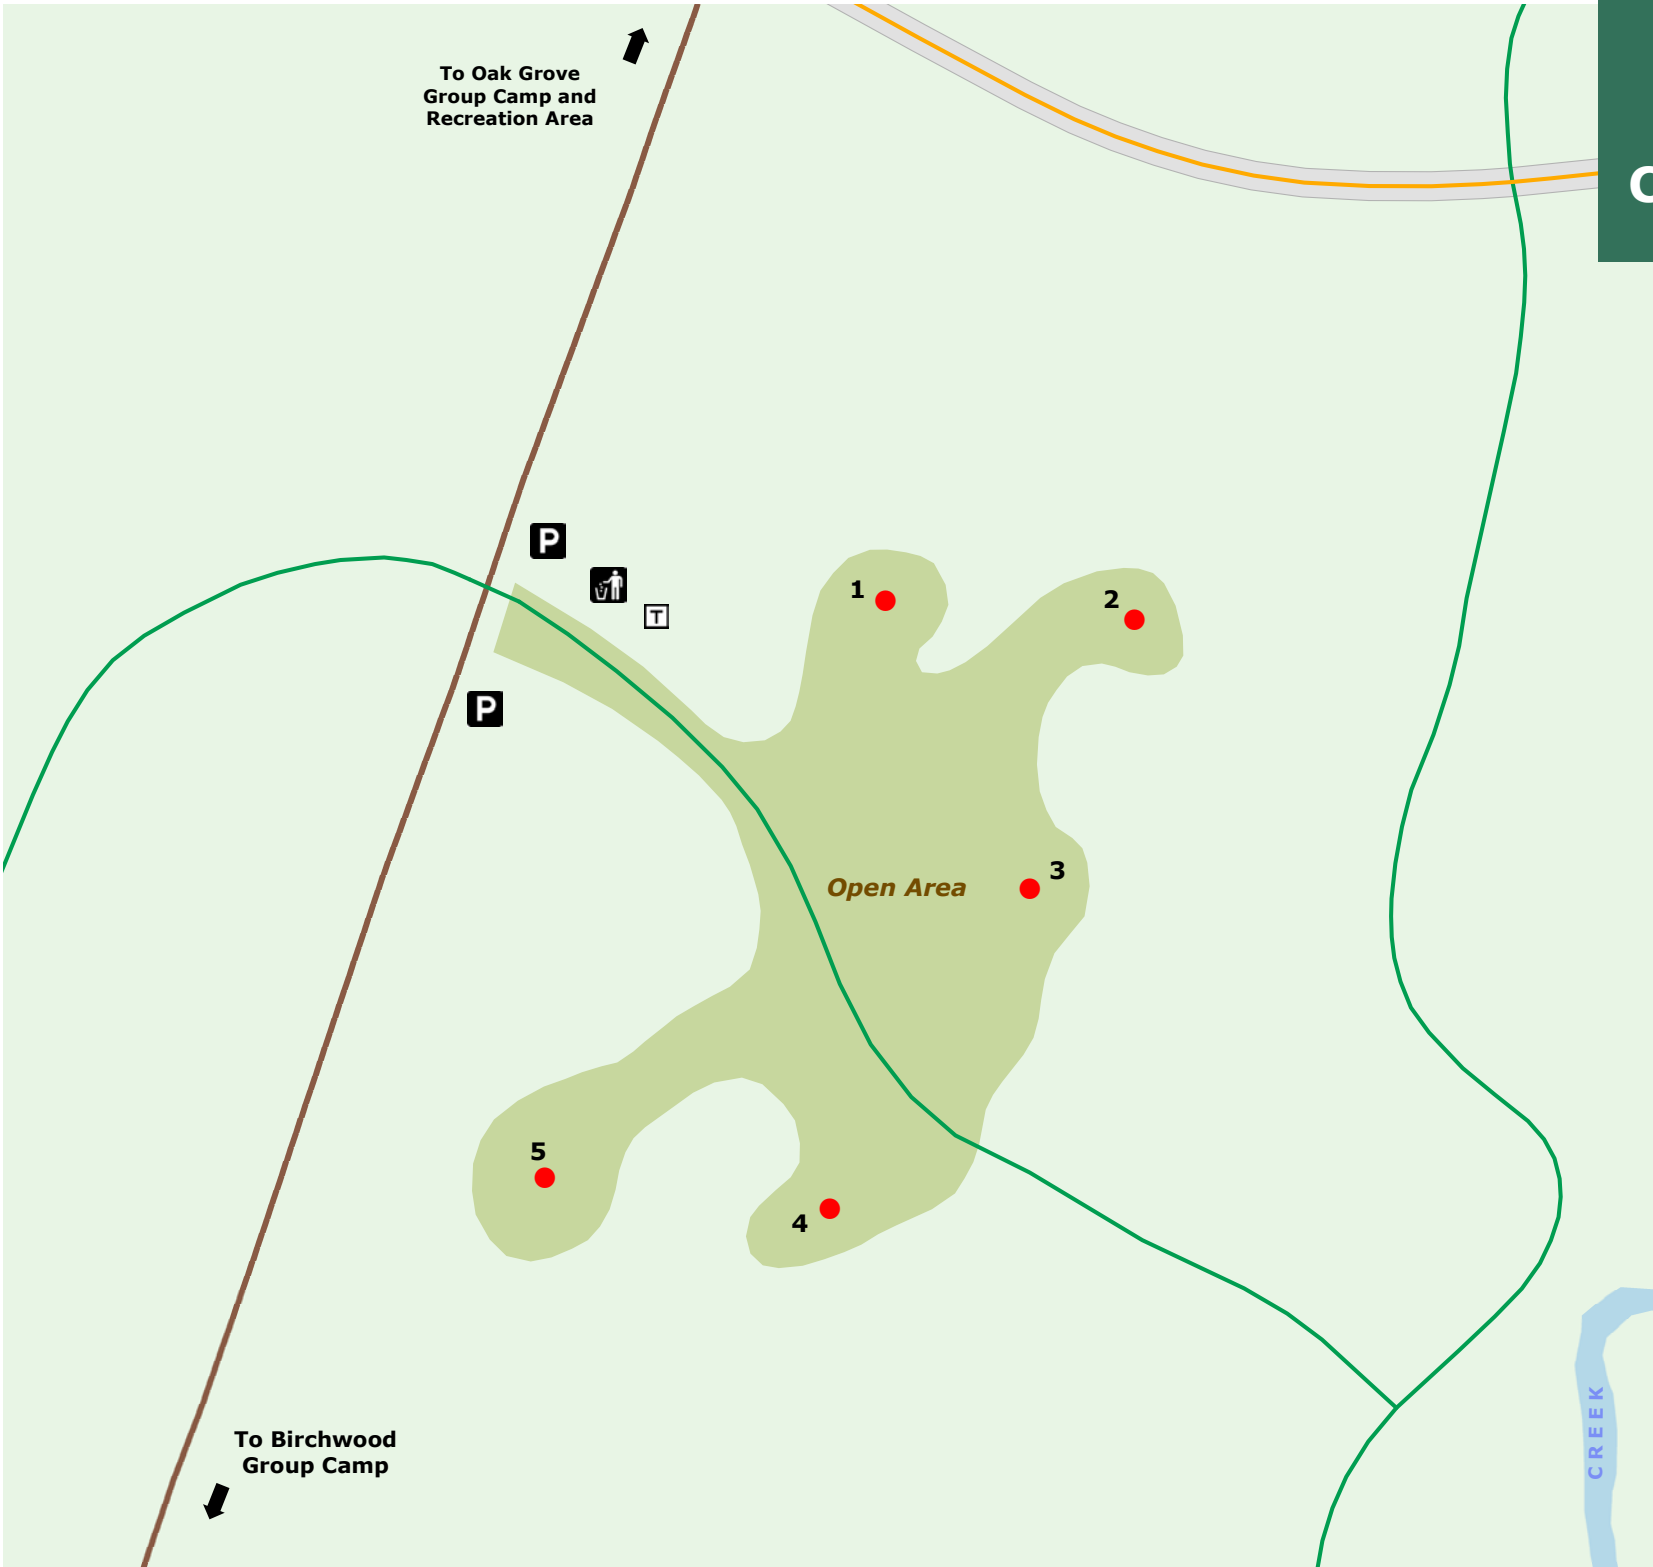 To Oak Grove
Group Camp and
Recreation Area
P
T
P
1
2
3
Open Area
5
4
To Birchwood
Group Camp
CREEK